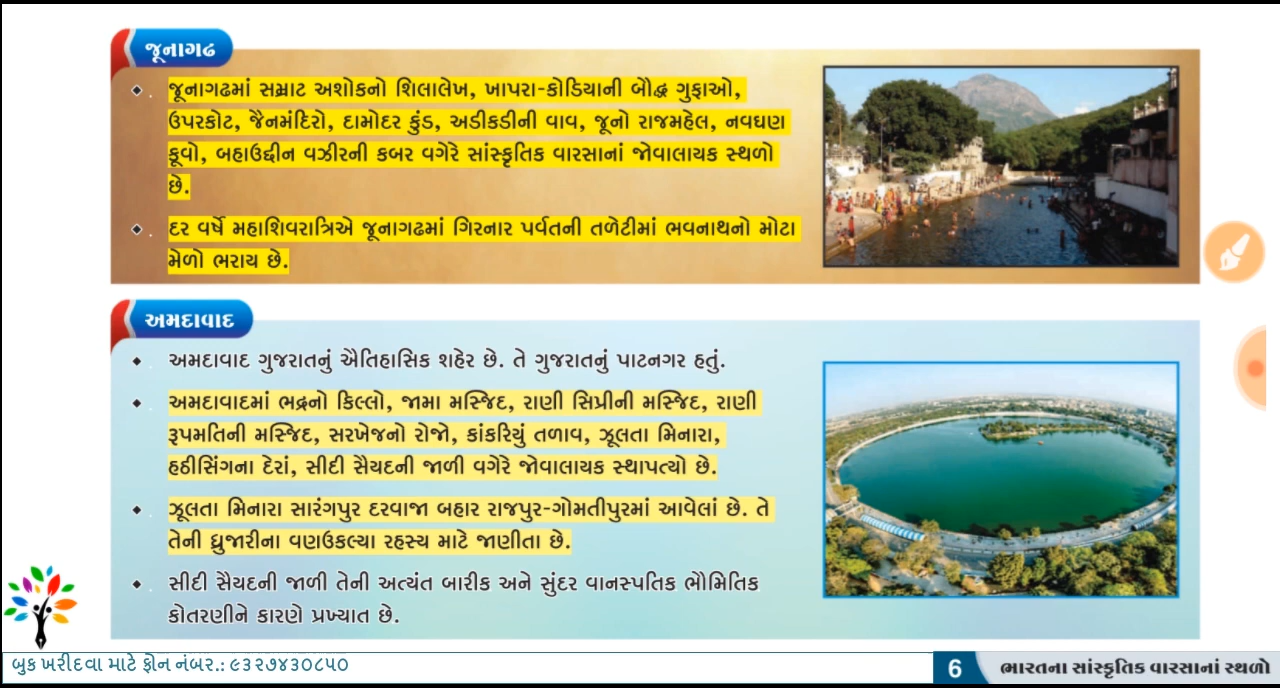 જૂનાગઢ
જૂનાગઢમાં સમ્રાટ અશોકનો શિલાલેખ, ખાપરા-કોડિયાની બૌદ્ધ ગુફાઓ,
ઉપરકોટ, જૈનમંદિરો, દામોદર કુંડ, અડીકડીની વાવ, જૂનો રાજમહેલ, નવઘણ
કૂવો, બહાઉદ્દીન વઝીરની કબર વગેરે સાંસ્કૃતિક વારસાનાં જોવાલાયક સ્થળો
છે.
દર વર્ષે મહાશિવરાત્રિએ જૂનાગઢમાં ગિરનાર પર્વતની તળેટીમાં ભવનાથનો મોટા
મેળો ભરાય છે.
અમદાવાદ
અમદાવાદ ગુજરાતનું ઐતિહાસિક શહેર છે. તે ગુજરાતનું પાટનગર હતું.
અમદાવાદમાં ભદ્રનો કિલ્લો, જામા મસ્જિદ, રાણી સિપ્રીની મસ્જિદ, રાણી
રૂપમતિની મસ્જિદ, સરખેજનો રોજો, કાંકરિયું તળાવ, ઝૂલતા મિનારા,
હઠીસિંગના દેરાં, સીદી સૈયદની જાળી વગેરે જોવાલાયક સ્થાપત્યો છે.
ઝૂલતા મિનારા સારંગપુર દરવાજા બહાર રાજપુર-ગોમતીપુરમાં આવેલાં છે. તે
તેની ધ્રુજારીના વણઉકલ્યા રહસ્ય માટે જાણીતા છે.
સીદી સૈયદની જાળી તેની અત્યંત બારીક અને સુંદર વાનસ્પતિક ભૌમિતિક
કોતરણીને કારણે પ્રખ્યાત છે.
બુક ખરીદવા માટે ફોન નંબર.: ૯૩૨૭૪૩૦૮૫૦
6 ભારતના સાંસ્કૃતિક વારસાનાં સ્થળો